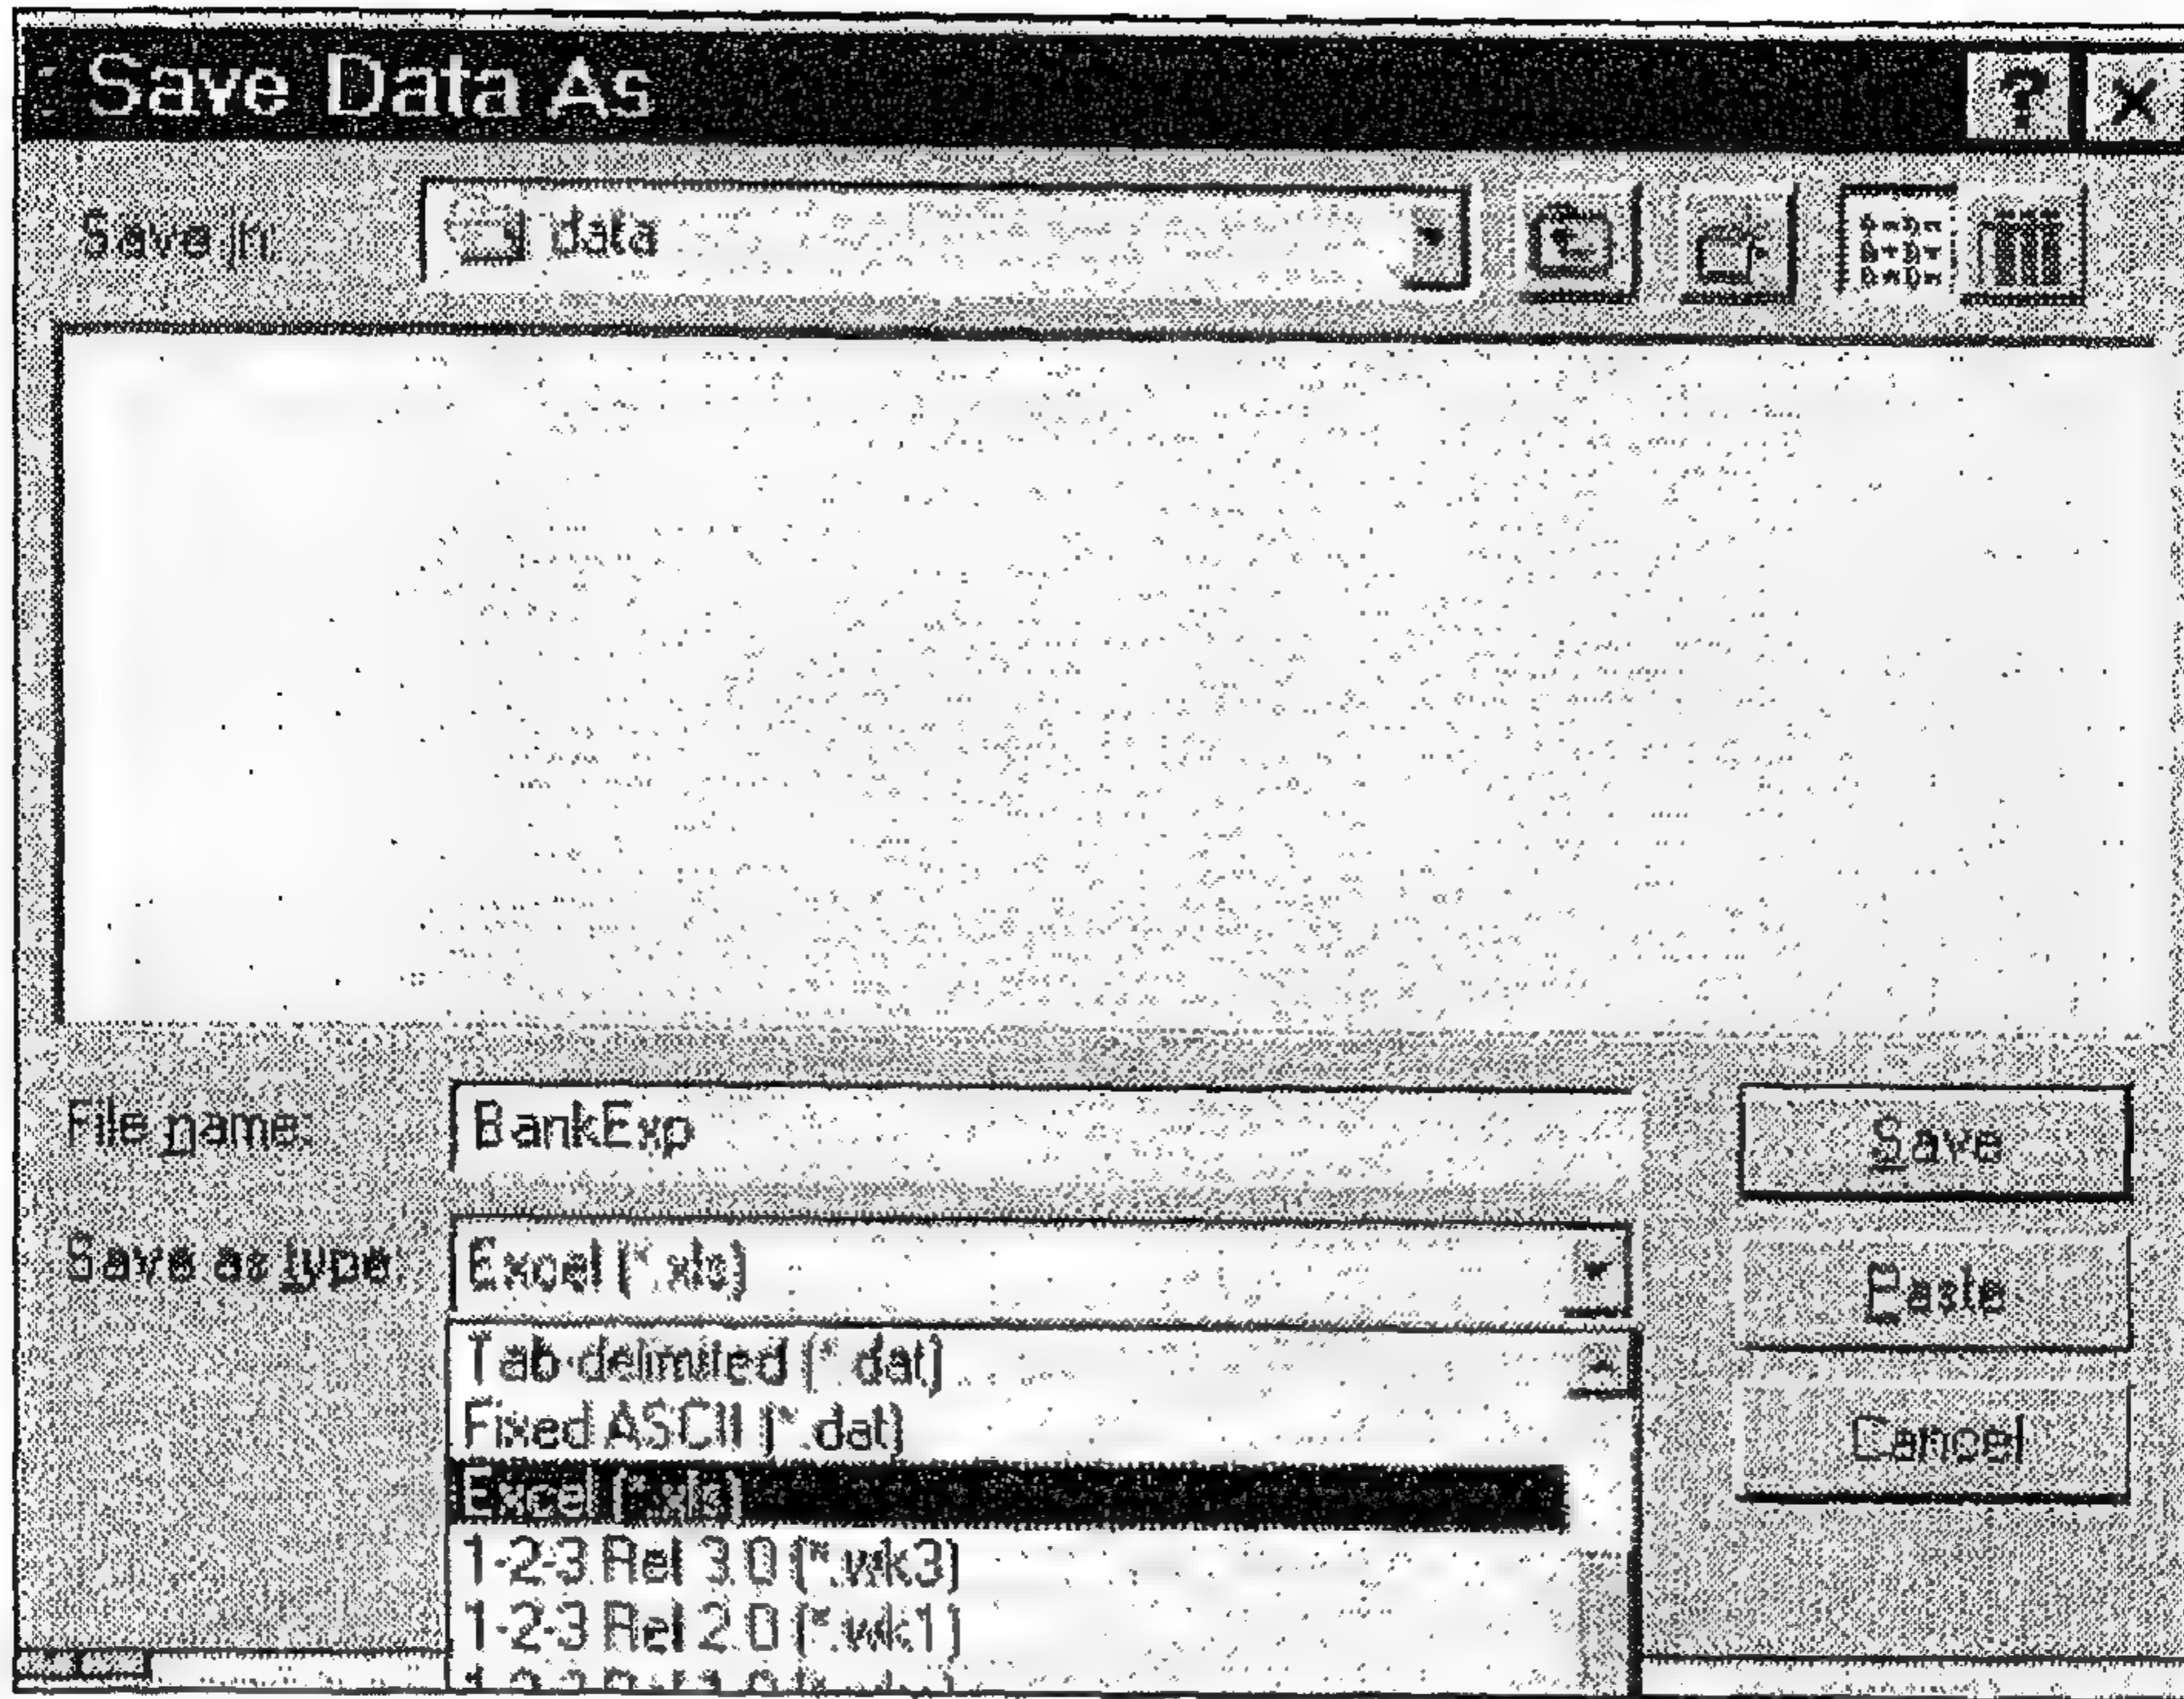 Save Data As
Save in:
data
File name:
BankExp
Save
Save as type:
Excel (*.xls)
Paste
Tab-delimited (*.dat)
Fixed ASCII (*.dat)
Cancel
Excel (*.xls)
1-2-3 Rel 3.0 (*.wk3)
1-2-3 Rel 2.0 (*.wk1)